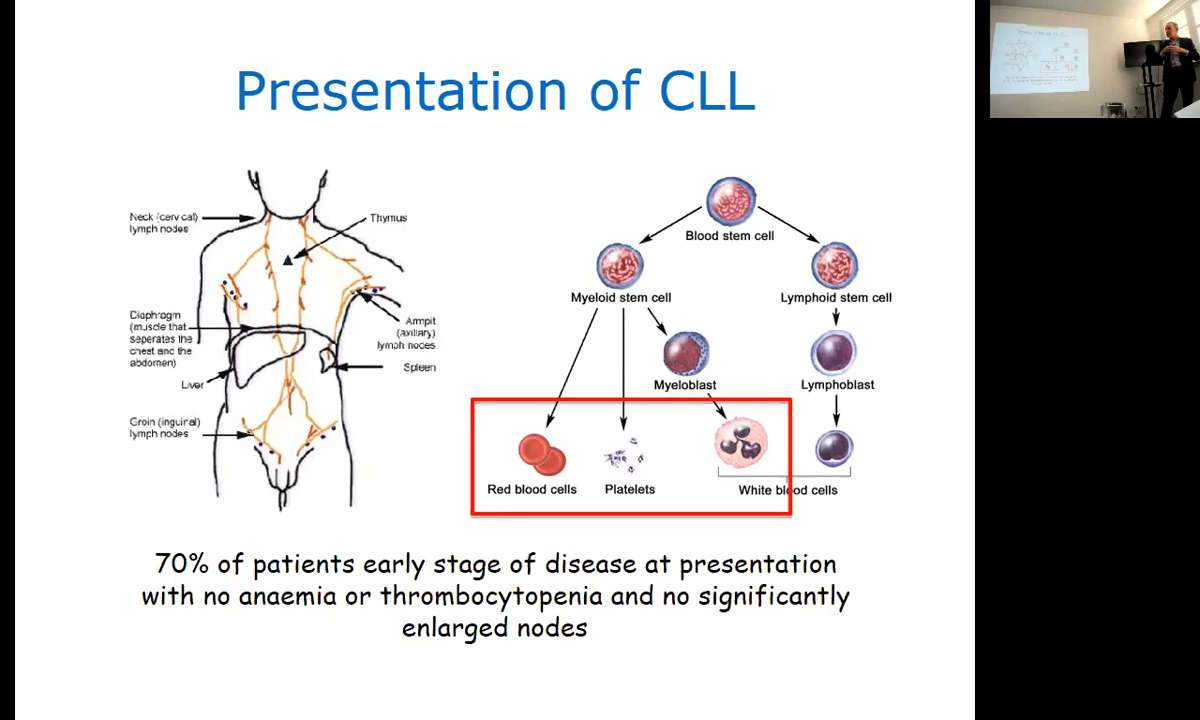 Presentation of CLL
Neck (cervical)
lymph nodes
Thymus
Diaphragm
(muscle that
seperates the
chest and the
abdomen)
Armpit
(axillary)
lymph nodes
Liver
Spleen
Groin (inguinal)
lymph nodes
Blood stem cell
Myeloid stem cell
Lymphoid stem cell
Myeloblast
Lymphoblast
Red blood cells
Platelets
White blood cells
70% of patients early stage of disease at presentation
with no anaemia or thrombocytopenia and no significantly
enlarged nodes